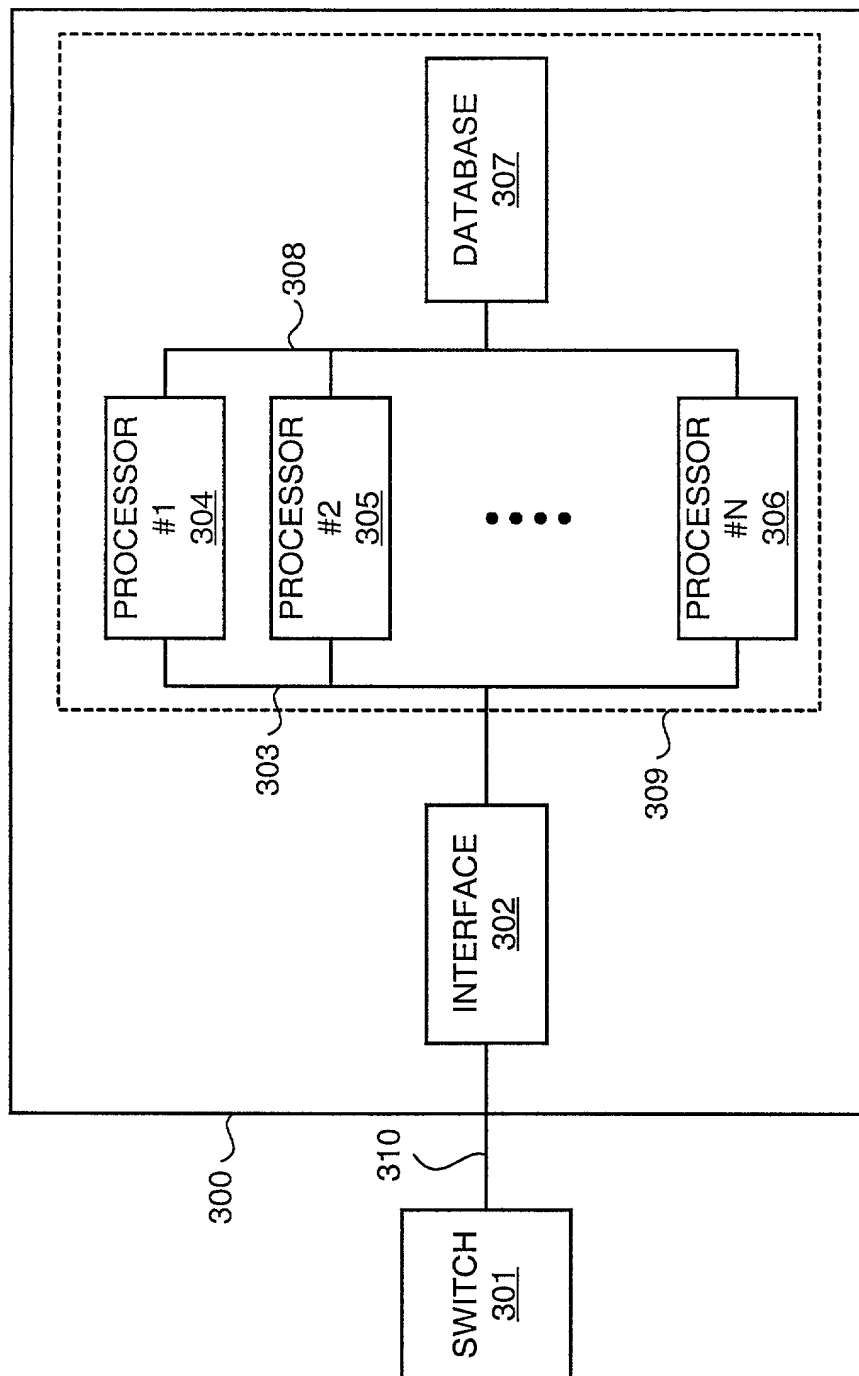 300
SWITCH
301
310
INTERFACE
302
303
309
PROCESSOR
#1
304
PROCESSOR
#2
305
PROCESSOR
#N
306
308
DATABASE
307